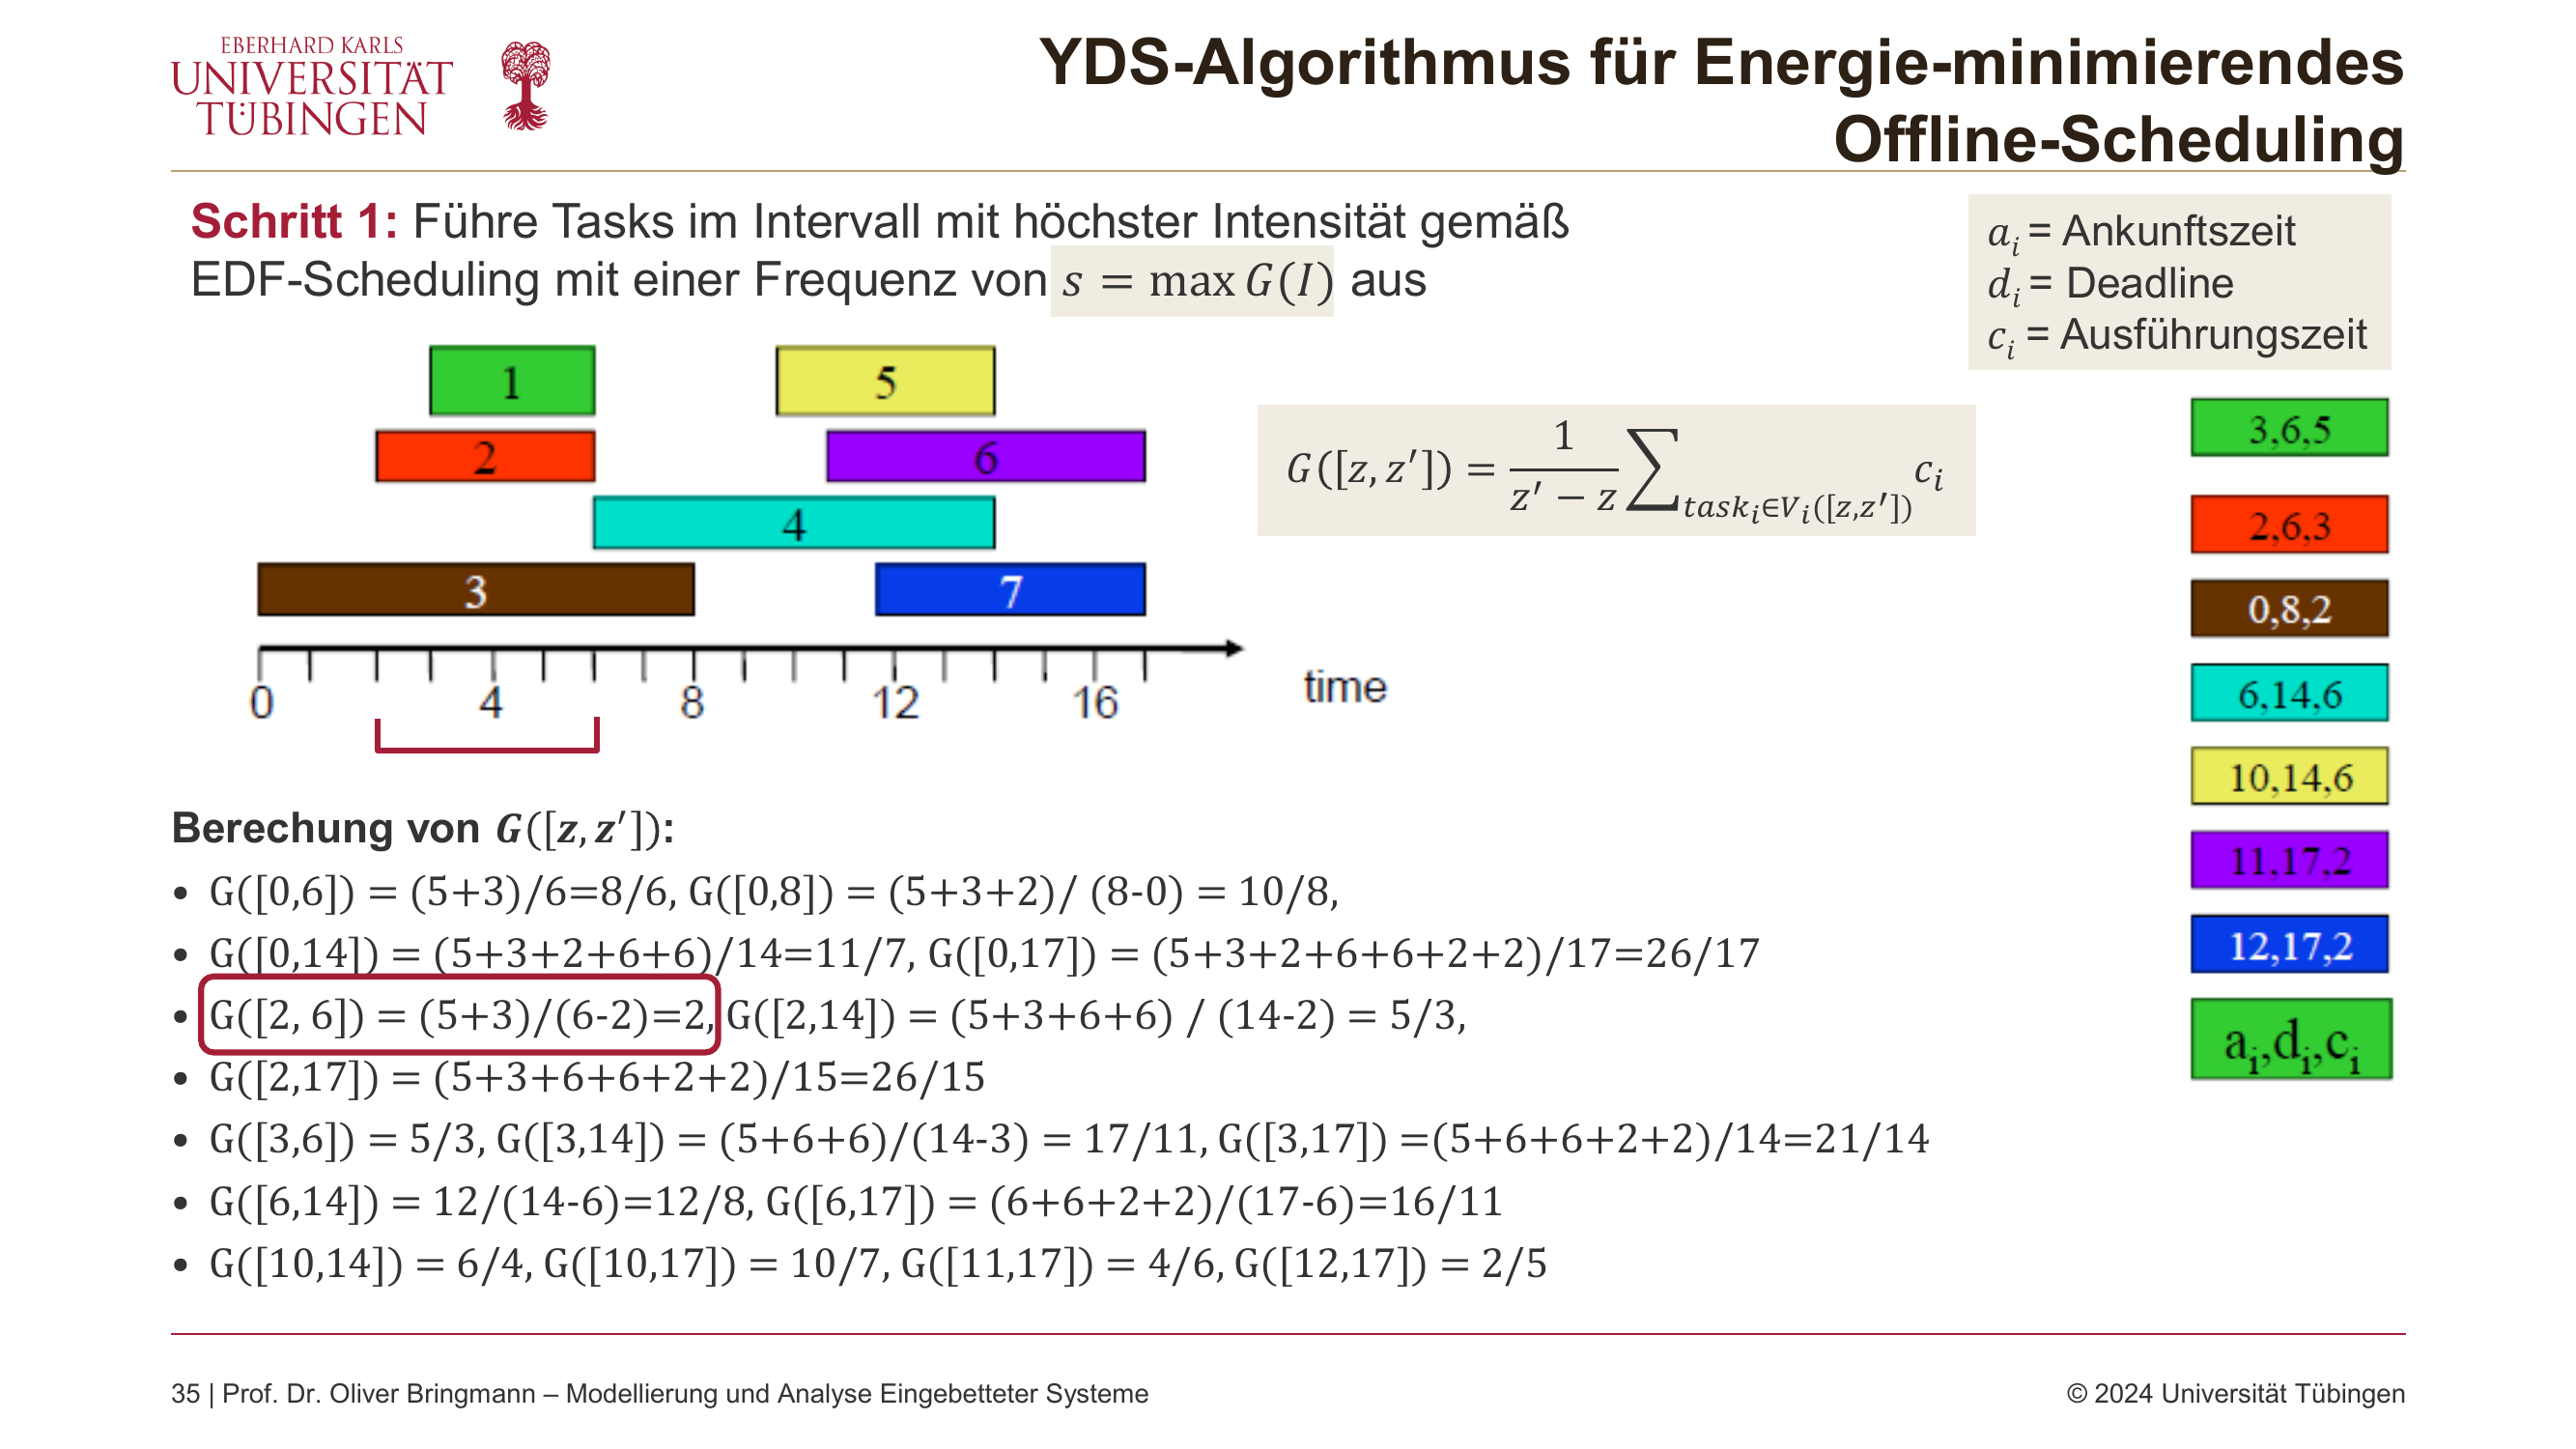 EBERHARD KARLS
UNIVERSITÄT
TÜBINGEN
YDS-Algorithmus für Energie-minimierendes
Offline-Scheduling
Schritt 1: Führe Tasks im Intervall mit höchster Intensität gemäß
EDF-Scheduling mit einer Frequenz von s = max G(I) aus
a_i = Ankunftszeit
d_i = Deadline
c_i = Ausführungszeit
1
5
2
6
4
3
7
0 4 8 12 16 time
G([z, z′]) = 1/(z′ − z) ∑_{task_i∈V_i([z,z′])} c_i
3,6,5
2,6,3
0,8,2
6,14,6
10,14,6
11,17,2
12,17,2
a_i,d_i,c_i
Berechung von G([z, z′]):
• G([0,6]) = (5+3)/6=8/6, G([0,8]) = (5+3+2)/ (8-0) = 10/8,
• G([0,14]) = (5+3+2+6+6)/14=11/7, G([0,17]) = (5+3+2+6+6+2+2)/17=26/17
• G([2, 6]) = (5+3)/(6-2)=2, G([2,14]) = (5+3+6+6) / (14-2) = 5/3,
• G([2,17]) = (5+3+6+6+2+2)/15=26/15
• G([3,6]) = 5/3, G([3,14]) = (5+6+6)/(14-3) = 17/11, G([3,17]) =(5+6+6+2+2)/14=21/14
• G([6,14]) = 12/(14-6)=12/8, G([6,17]) = (6+6+2+2)/(17-6)=16/11
• G([10,14]) = 6/4, G([10,17]) = 10/7, G([11,17]) = 4/6, G([12,17]) = 2/5
35 | Prof. Dr. Oliver Bringmann – Modellierung und Analyse Eingebetteter Systeme
© 2024 Universität Tübingen